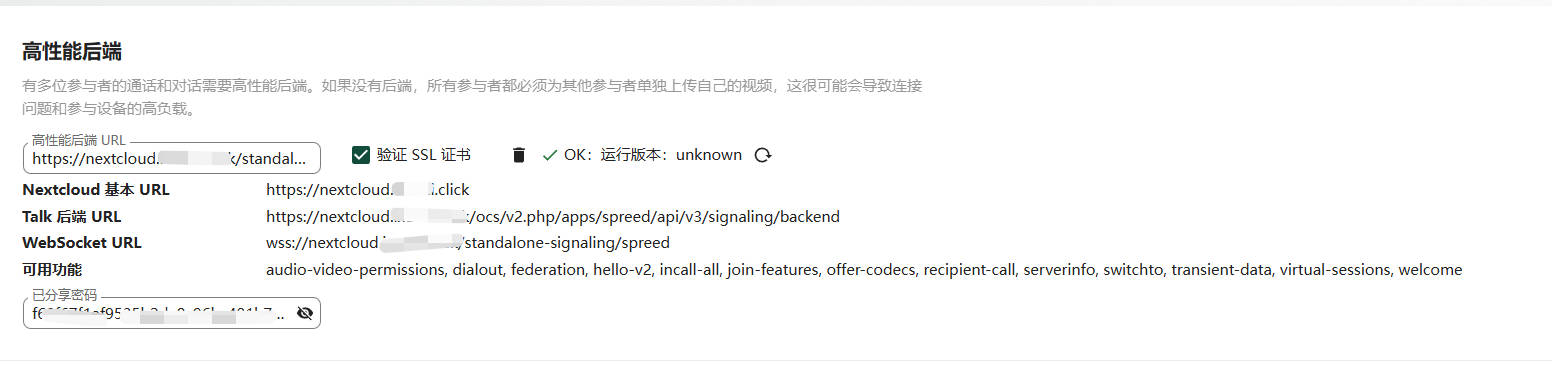 高性能后端
有多位参与者的通话和对话需要高性能后端。如果没有后端，所有参与者都必须为其他参与者单独上传自己的视频，这很可能会导致连接
问题和参与设备的高负载。
高性能后端 URL
https://nextcloud. k/standal... 验证 SSL 证书 OK：运行版本：unknown
Nextcloud 基本 URL https://nextcloud. .click
Talk 后端 URL https://nextcloud. /ocs/v2.php/apps/spreed/api/v3/signaling/backend
WebSocket URL wss://nextcloud. /standalone-signaling/spreed
可用功能 audio-video-permissions, dialout, federation, hello-v2, incall-all, join-features, offer-codecs, recipient-call, serverinfo, switchto, transient-data, virtual-sessions, welcome
已分享密码